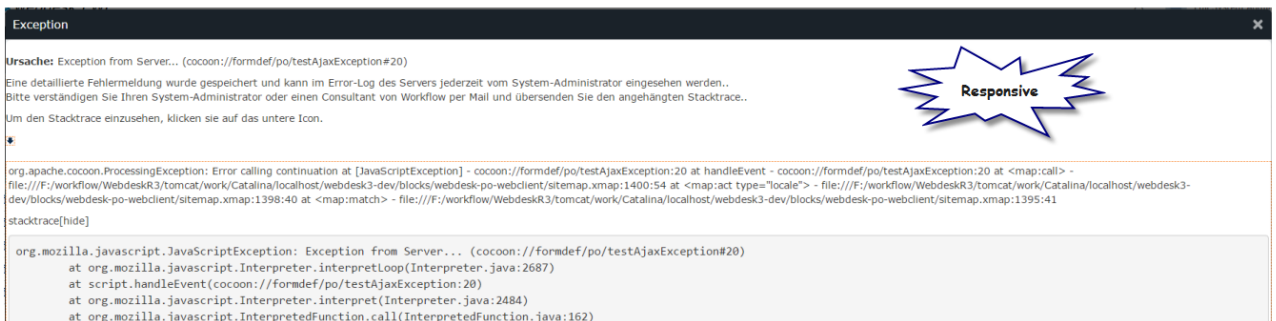 Exception
Ursache: Exception from Server... (cocoon://formdef/po/testAjaxException#20)
Eine detaillierte Fehlermeldung wurde gespeichert und kann im Error-Log des Servers jederzeit vom System-Administrator eingesehen werden..
Bitte verständigen Sie Ihren System-Administrator oder einen Consultant von Workflow per Mail und übersenden Sie den angehängten Stacktrace..
Um den Stacktrace einzusehen, klicken sie auf das untere Icon.
Responsive
org.apache.cocoon.ProcessingException: Error calling continuation at [JavaScriptException] - cocoon://formdef/po/testAjaxException:20 at handleEvent - cocoon://formdef/po/testAjaxException:20 at <map:call> -
file:///F:/workflow/WebdeskR3/tomcat/work/Catalina/localhost/webdesk3-dev/blocks/webdesk-po-webclient/sitemap.xmap:1400:54 at <map:act type="locale"> - file:///F:/workflow/WebdeskR3/tomcat/work/Catalina/localhost/webdesk3-
dev/blocks/webdesk-po-webclient/sitemap.xmap:1398:40 at <map:match> - file:///F:/workflow/WebdeskR3/tomcat/work/Catalina/localhost/webdesk3-dev/blocks/webdesk-po-webclient/sitemap.xmap:1395:41
stacktrace[hide]
org.mozilla.javascript.JavaScriptException: Exception from Server... (cocoon://formdef/po/testAjaxException#20)
at org.mozilla.javascript.Interpreter.interpretLoop(Interpreter.java:2687)
at script.handleEvent(cocoon://formdef/po/testAjaxException:20)
at org.mozilla.javascript.Interpreter.interpret(Interpreter.java:2484)
at org.mozilla.javascript.InterpretedFunction.call(InterpretedFunction.java:162)